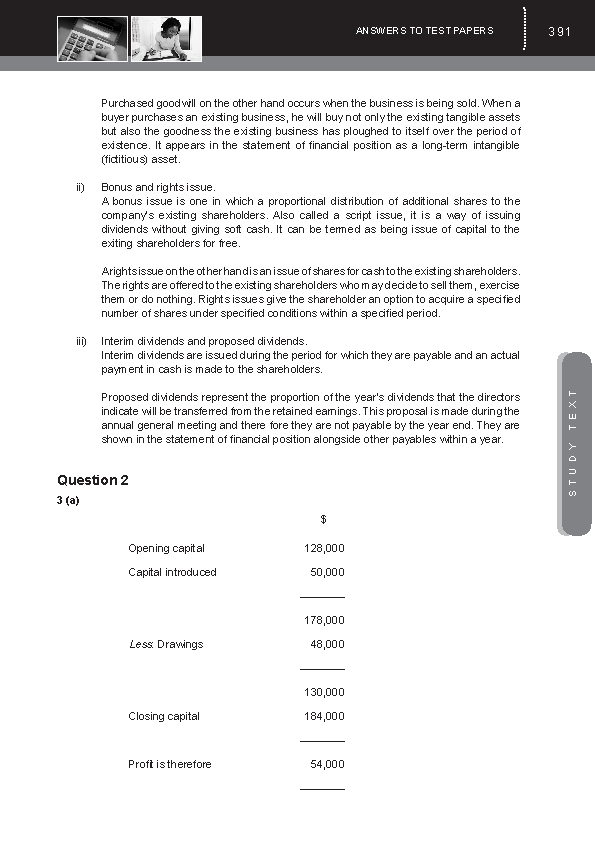 ANSWERS TO TEST PAPERS 391
Purchased goodwill on the other hand occurs when the business is being sold. When a
buyer purchases an existing business, he will buy not only the existing tangible assets
but also the goodness the existing business has ploughed to itself over the period of
existence. It appears in the statement of financial position as a long-term intangible
(fictitious) asset.
ii) Bonus and rights issue.
A bonus issue is one in which a proportional distribution of additional shares to the
company's existing shareholders. Also called a script issue, it is a way of issuing
dividends without giving soft cash. It can be termed as being issue of capital to the
exiting shareholders for free.
A rights issue on the other hand is an issue of shares for cash to the existing shareholders.
The rights are offered to the existing shareholders who may decide to sell them, exercise
them or do nothing. Rights issues give the shareholder an option to acquire a specified
number of shares under specified conditions within a specified period.
iii) Interim dividends and proposed dividends.
Interim dividends are issued during the period for which they are payable and an actual
payment in cash is made to the shareholders.
Proposed dividends represent the proportion of the year's dividends that the directors
indicate will be transferred from the retained earnings. This proposal is made during the
annual general meeting and there fore they are not payable by the year end. They are
shown in the statement of financial position alongside other payables within a year.
STUDY TEXT
Question 2
3 (a)
$
Opening capital 128,000
Capital introduced 50,000
178,000
Less: Drawings 48,000
130,000
Closing capital 184,000
Profit is therefore 54,000